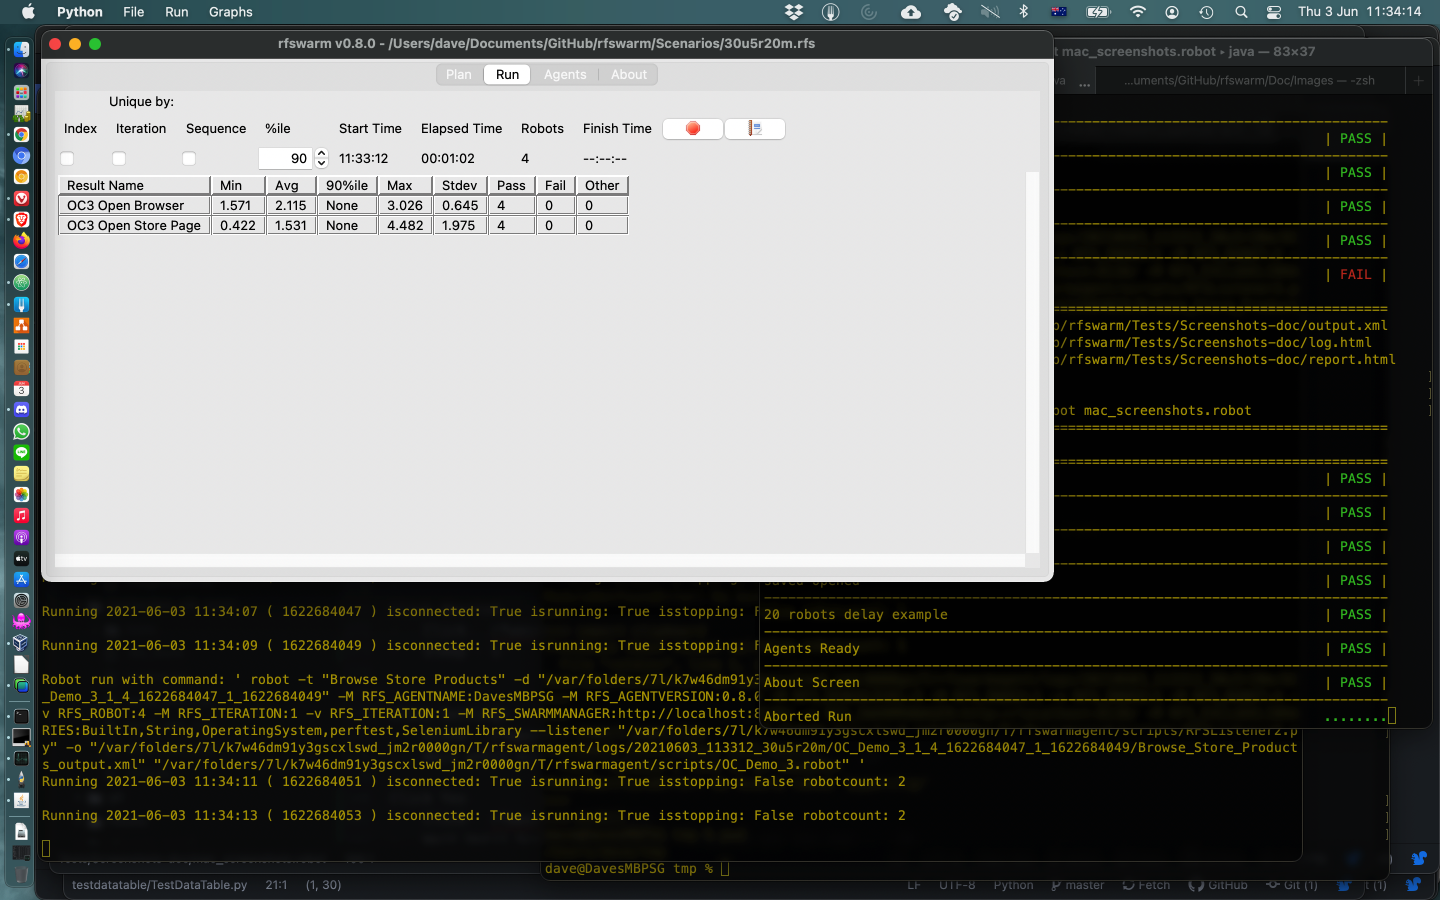 Python File Run Graphs
Thu 3 Jun 11:34:14
rfswarm v0.8.0 - /Users/dave/Documents/GitHub/rfswarm/Scenarios/30u5r20m.rfs
Plan Run Agents About
Unique by:
Index Iteration Sequence %ile Start Time Elapsed Time Robots Finish Time
90 11:33:12 00:01:02 4 --:--:--
Result Name Min Avg 90%ile Max Stdev Pass Fail Other
OC3 Open Browser 1.571 2.115 None 3.026 0.645 4 0 0
OC3 Open Store Page 0.422 1.531 None 4.482 1.975 4 0 0
mac_screenshots.robot ▸ java — 83×37
...uments/GitHub/rfswarm/Doc/Images — -zsh
| PASS |
| PASS |
| PASS |
| PASS |
| FAIL |
/rfswarm/Tests/Screenshots-doc/output.xml
/rfswarm/Tests/Screenshots-doc/log.html
/rfswarm/Tests/Screenshots-doc/report.html
bot mac_screenshots.robot
| PASS |
| PASS |
| PASS |
| PASS |
20 robots delay example | PASS |
Agents Ready | PASS |
About Screen | PASS |
Aborted Run ........
Running 2021-06-03 11:34:07 ( 1622684047 ) isconnected: True isrunning: True isstopping:
Running 2021-06-03 11:34:09 ( 1622684049 ) isconnected: True isrunning: True isstopping:
Robot run with command: ' robot -t "Browse Store Products" -d "/var/folders/7l/k7w46dm91y3
_Demo_3_1_4_1622684047_1_1622684049" -M RFS_AGENTNAME:DavesMBPSG -M RFS_AGENTVERSION:0.8.
v RFS_ROBOT:4 -M RFS_ITERATION:1 -v RFS_ITERATION:1 -M RFS_SWARMMANAGER:http://localhost:
RIES:BuiltIn,String,OperatingSystem,perftest,SeleniumLibrary --listener "/var/folders/7l/k7w46dm91y3gscxlswd_jm2r0000gn/T/rfswarmagent/scripts/RFSListener2.p
y" -o "/var/folders/7l/k7w46dm91y3gscxlswd_jm2r0000gn/T/rfswarmagent/logs/20210603_113312_30u5r20m/OC_Demo_3_1_4_1622684047_1_1622684049/Browse_Store_Product
s_output.xml" "/var/folders/7l/k7w46dm91y3gscxlswd_jm2r0000gn/T/rfswarmagent/scripts/OC_Demo_3.robot" '
Running 2021-06-03 11:34:11 ( 1622684051 ) isconnected: True isrunning: True isstopping: False robotcount: 2
Running 2021-06-03 11:34:13 ( 1622684053 ) isconnected: True isrunning: True isstopping: False robotcount: 2
dave@DavesMBPSG tmp %
testdatatable/TestDataTable.py 21:1 (1, 30) LF UTF-8 Python master Fetch GitHub Git (1)